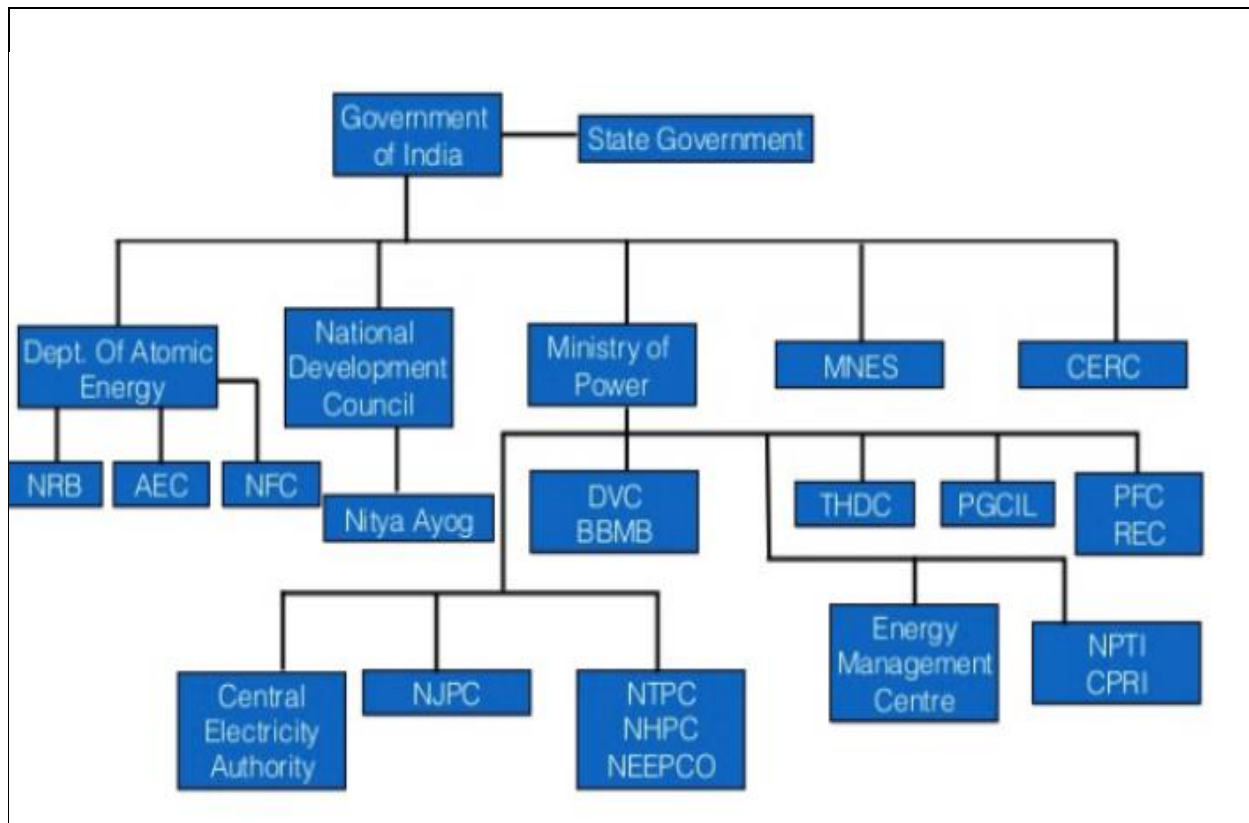 Government
of India
State Government
Dept. Of Atomic
Energy
National
Development
Council
Ministry of
Power
MNES
CERC
NRB
AEC
NFC
Nitya Ayog
DVC
BBMB
THDC
PGCIL
PFC
REC
Central
Electricity
Authority
NJPC
NTPC
NHPC
NEEPCO
Energy
Management
Centre
NPTI
CPRI